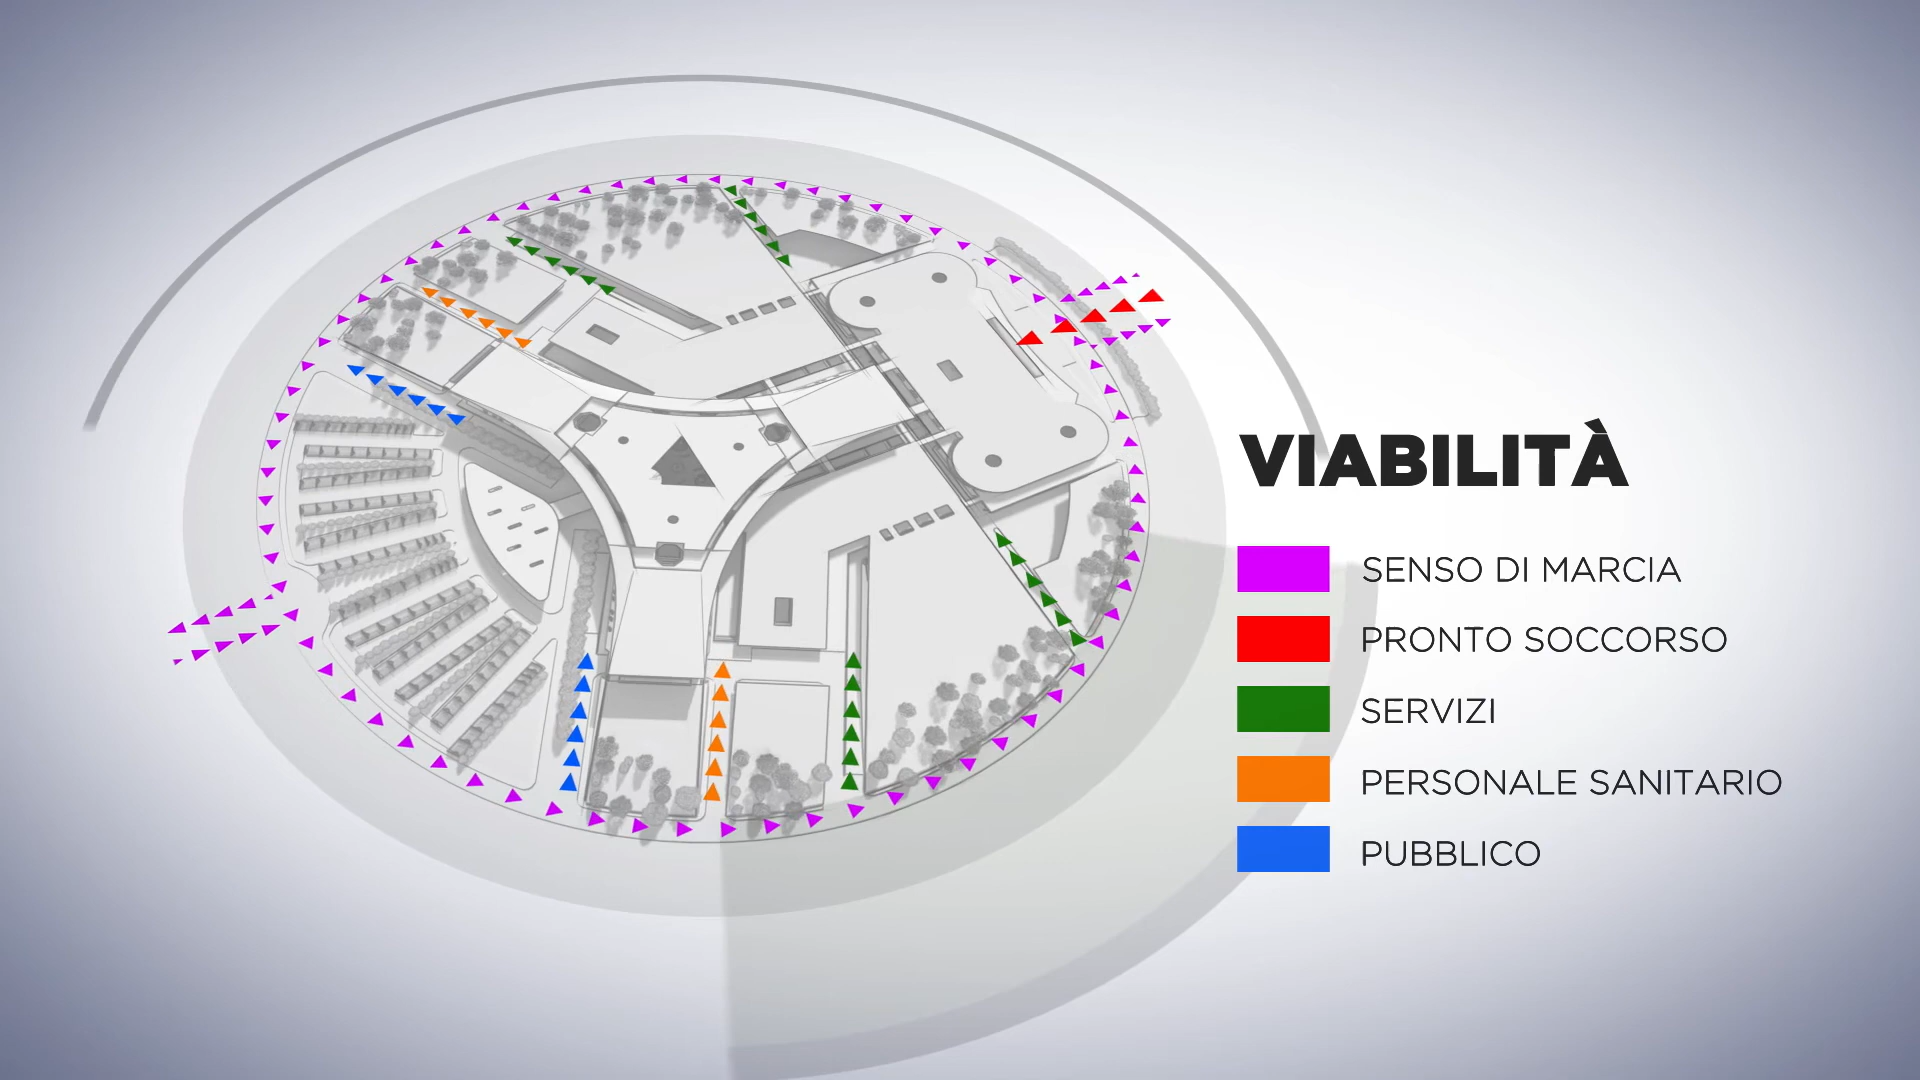 VIABILITÀ
SENSO DI MARCIA
PRONTO SOCCORSO
SERVIZI
PERSONALE SANITARIO
PUBBLICO